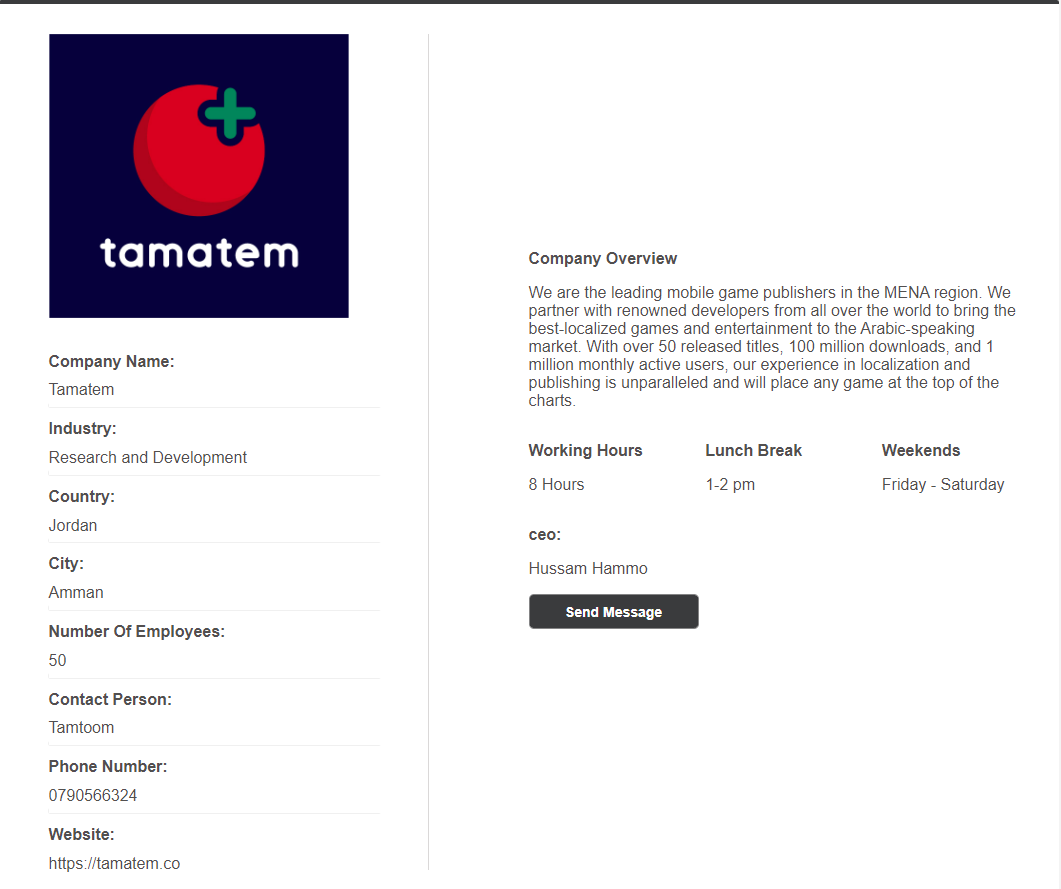 tamatem
Company Name:
Tamatem
Industry:
Research and Development
Country:
Jordan
City:
Amman
Number Of Employees:
50
Contact Person:
Tamtoom
Phone Number:
0790566324
Website:
https://tamatem.co
Company Overview
We are the leading mobile game publishers in the MENA region. We
partner with renowned developers from all over the world to bring the
best-localized games and entertainment to the Arabic-speaking
market. With over 50 released titles, 100 million downloads, and 1
million monthly active users, our experience in localization and
publishing is unparalleled and will place any game at the top of the
charts.
Working Hours Lunch Break Weekends
8 Hours 1-2 pm Friday - Saturday
ceo:
Hussam Hammo
Send Message